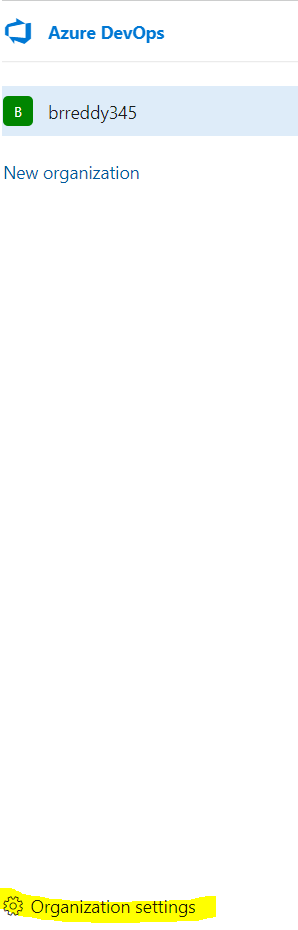 Azure DevOps
B
brreddy345
New organization
Organization settings